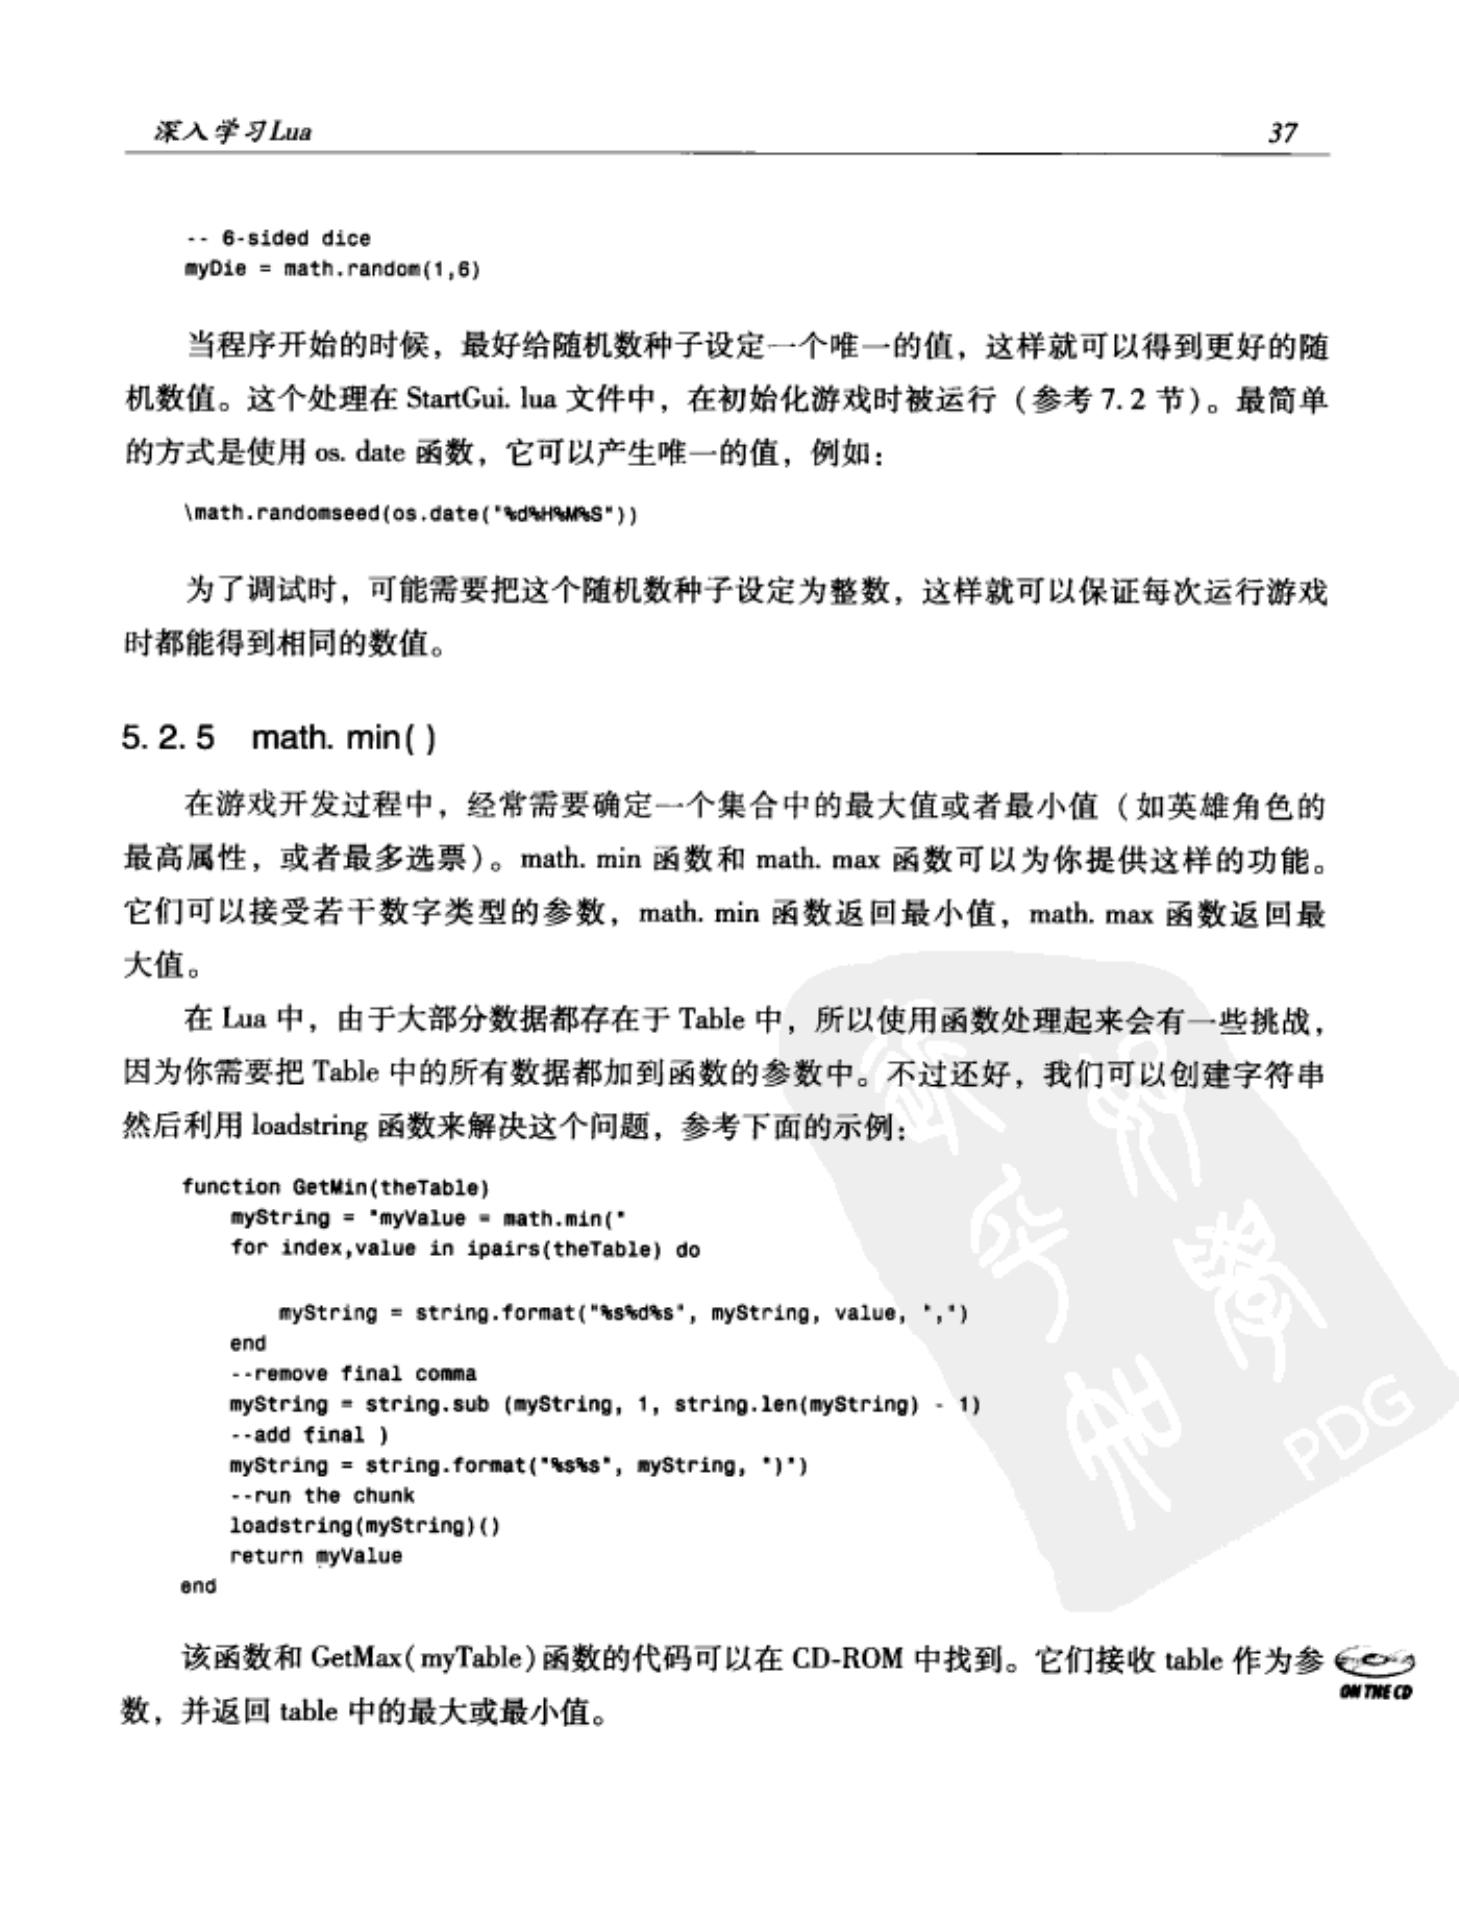 深入学习Lua 37
-- 6-sided dice
myDie = math.random(1,6)
当程序开始的时候，最好给随机数种子设定一个唯一的值，这样就可以得到更好的随
机数值。这个处理在 StartGui. lua 文件中，在初始化游戏时被运行（参考 7. 2 节）。最简单
的方式是使用 os. date 函数，它可以产生唯一的值，例如：
\math.randomseed(os.date("%d%H%M%S"))
为了调试时，可能需要把这个随机数种子设定为整数，这样就可以保证每次运行游戏
时都能得到相同的数值。
5. 2. 5 math. min( )
在游戏开发过程中，经常需要确定一个集合中的最大值或者最小值（如英雄角色的
最高属性，或者最多选票）。math. min 函数和 math. max 函数可以为你提供这样的功能。
它们可以接受若干数字类型的参数，math. min 函数返回最小值，math. max 函数返回最
大值。
在 Lua 中，由于大部分数据都存在于 Table 中，所以使用函数处理起来会有一些挑战，
因为你需要把 Table 中的所有数据都加到函数的参数中。不过还好，我们可以创建字符串
然后利用 loadstring 函数来解决这个问题，参考下面的示例：
function GetMin(theTable)
myString = "myValue = math.min("
for index,value in ipairs(theTable) do
myString = string.format("%s%d%s", myString, value, ",")
end
--remove final comma
myString = string.sub (myString, 1, string.len(myString) - 1)
--add final )
myString = string.format("%s%s", myString, ")")
--run the chunk
loadstring(myString)()
return myValue
end
PDG
该函数和 GetMax( myTable) 函数的代码可以在 CD-ROM 中找到。它们接收 table 作为参
数，并返回 table 中的最大或最小值。
ON THE CD